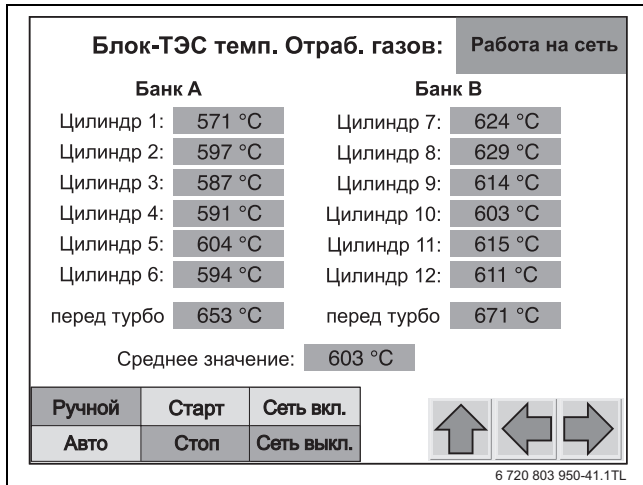 Блок-ТЭС темп. Отраб. газов: Работа на сеть
Банк A Банк B
Цилиндр 1: 571 °C Цилиндр 7: 624 °C
Цилиндр 2: 597 °C Цилиндр 8: 629 °C
Цилиндр 3: 587 °C Цилиндр 9: 614 °C
Цилиндр 4: 591 °C Цилиндр 10: 603 °C
Цилиндр 5: 604 °C Цилиндр 11: 615 °C
Цилиндр 6: 594 °C Цилиндр 12: 611 °C
перед турбо 653 °C перед турбо 671 °C
Среднее значение: 603 °C
Ручной Старт Сеть вкл.
Авто Стоп Сеть выкл.
6 720 803 950-41.1TL